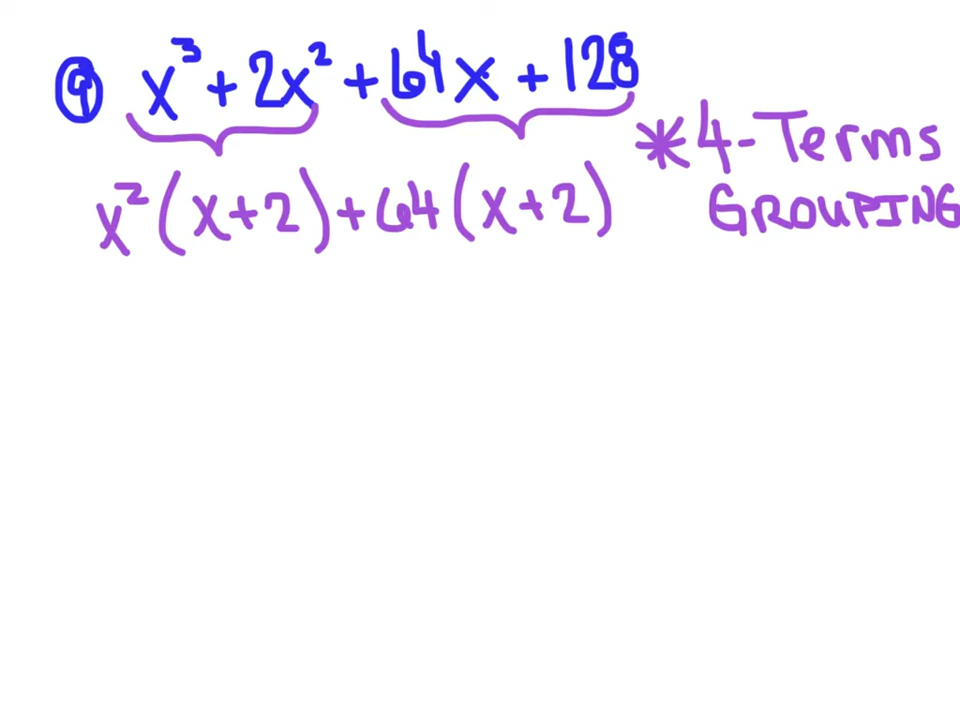 ⑨ x³ + 2x² + 64x + 128
*4-Terms
x² (x+2) + 64 (x+2)
GROUPING